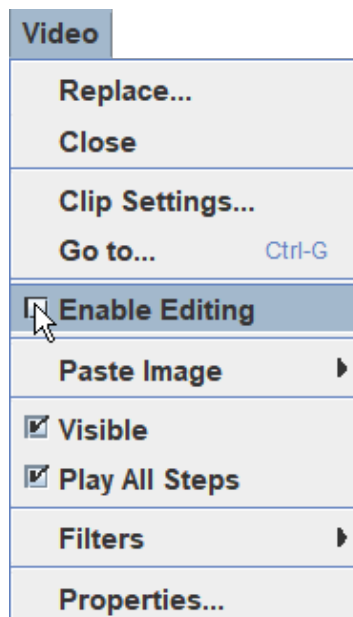 Video
Replace...
Close
Clip Settings...
Go to... Ctrl-G
Enable Editing
Paste Image
Visible
Play All Steps
Filters
Properties...